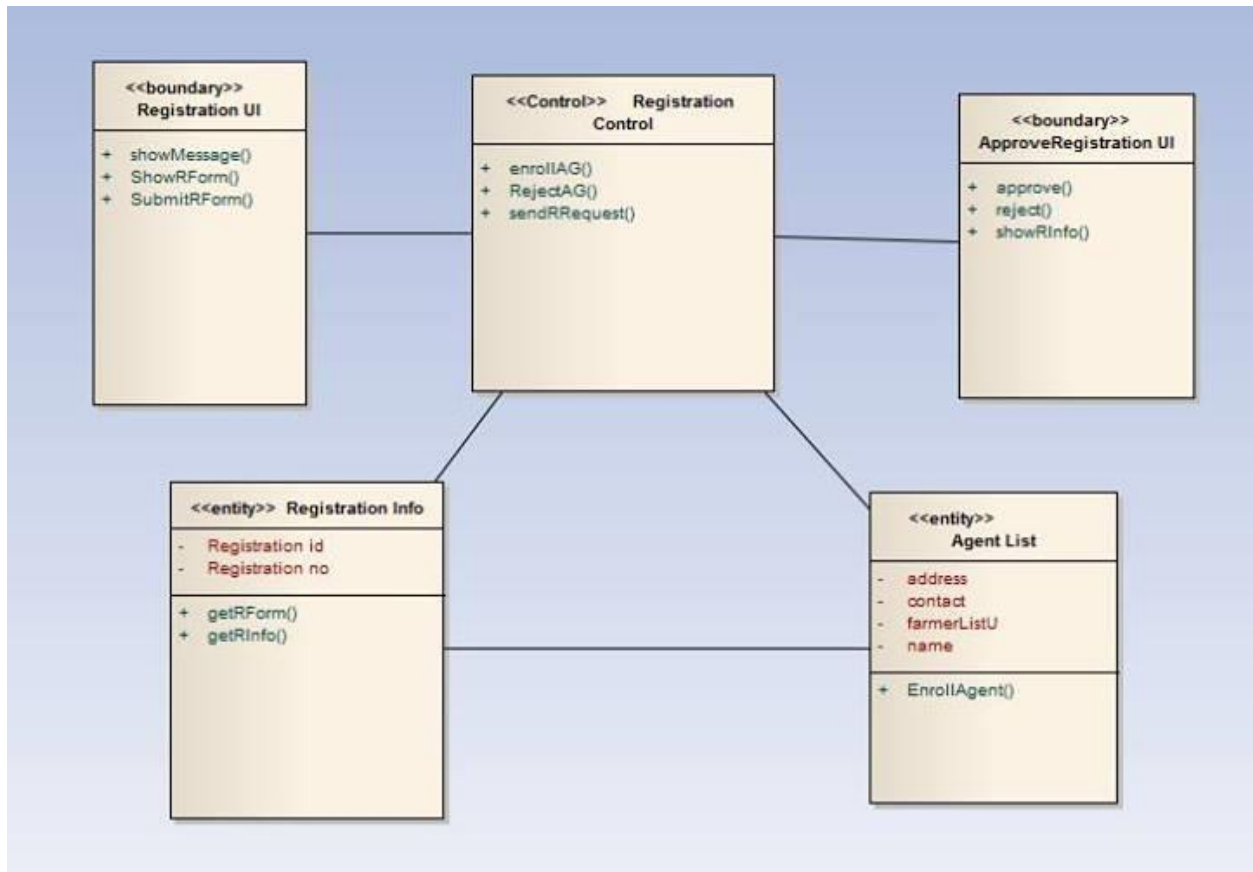 <<boundary>>
Registration UI
+ showMessage()
+ ShowRForm()
+ SubmitRForm()
<<Control>> Registration
Control
+ enrollAG()
+ RejectAG()
+ sendRRequest()
<<boundary>>
ApproveRegistration UI
+ approve()
+ reject()
+ showRInfo()
<<entity>> Registration Info
- Registration id
- Registration no
+ getRForm()
+ getRInfo()
<<entity>>
Agent List
- address
- contact
- farmerListU
- name
+ EnrollAgent()